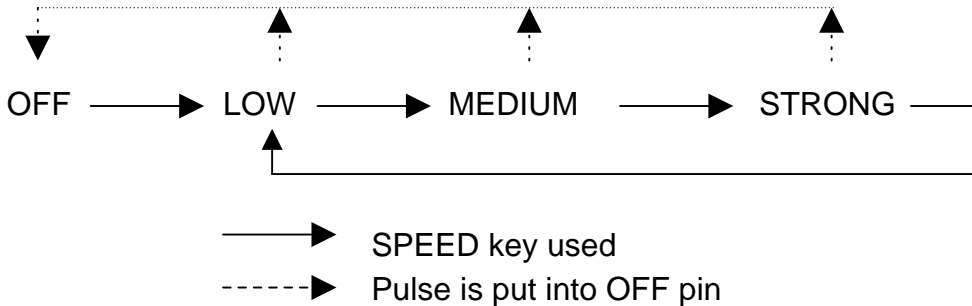 OFF LOW MEDIUM STRONG
SPEED key used
Pulse is put into OFF pin